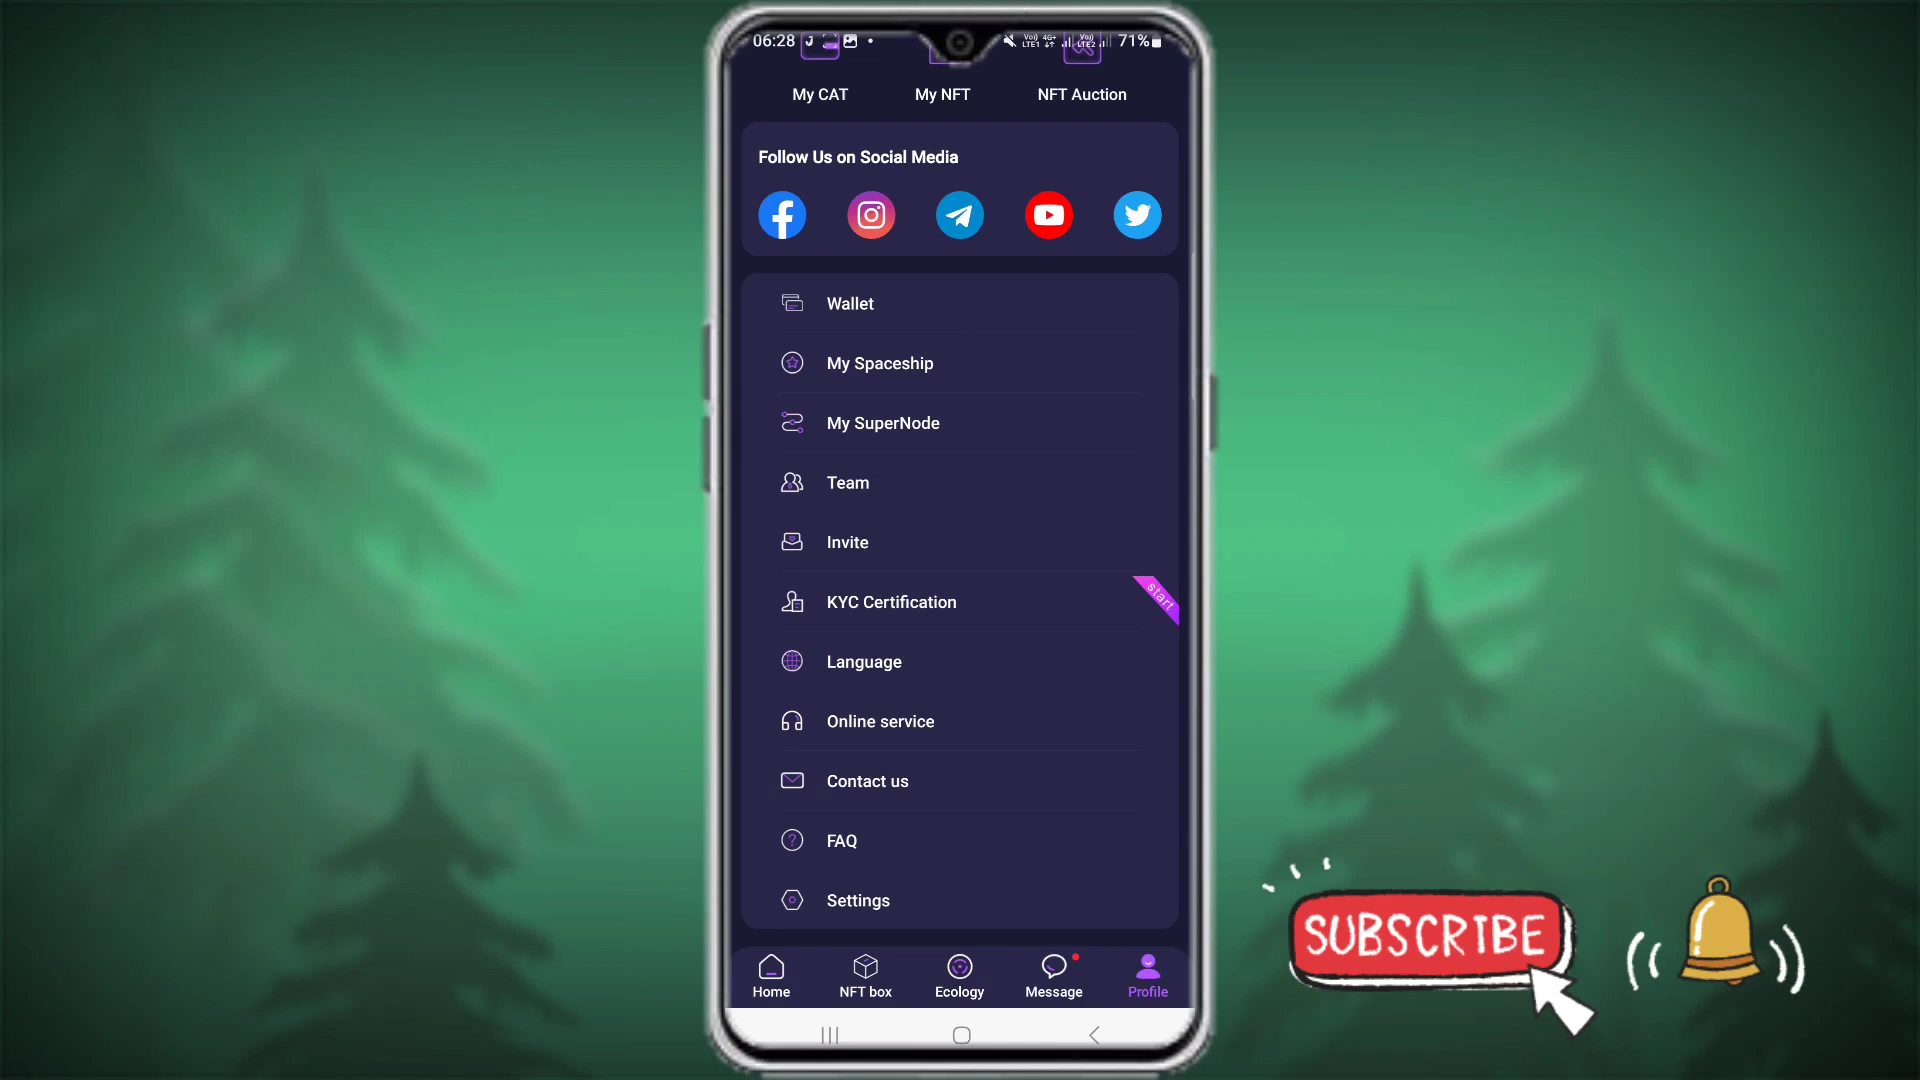 06:28
71%
My CAT My NFT NFT Auction
Follow Us on Social Media
Wallet
My Spaceship
My SuperNode
Team
Invite
KYC Certification
start
Language
Online service
Contact us
FAQ
Settings
Home NFT box Ecology Message Profile
SUBSCRIBE